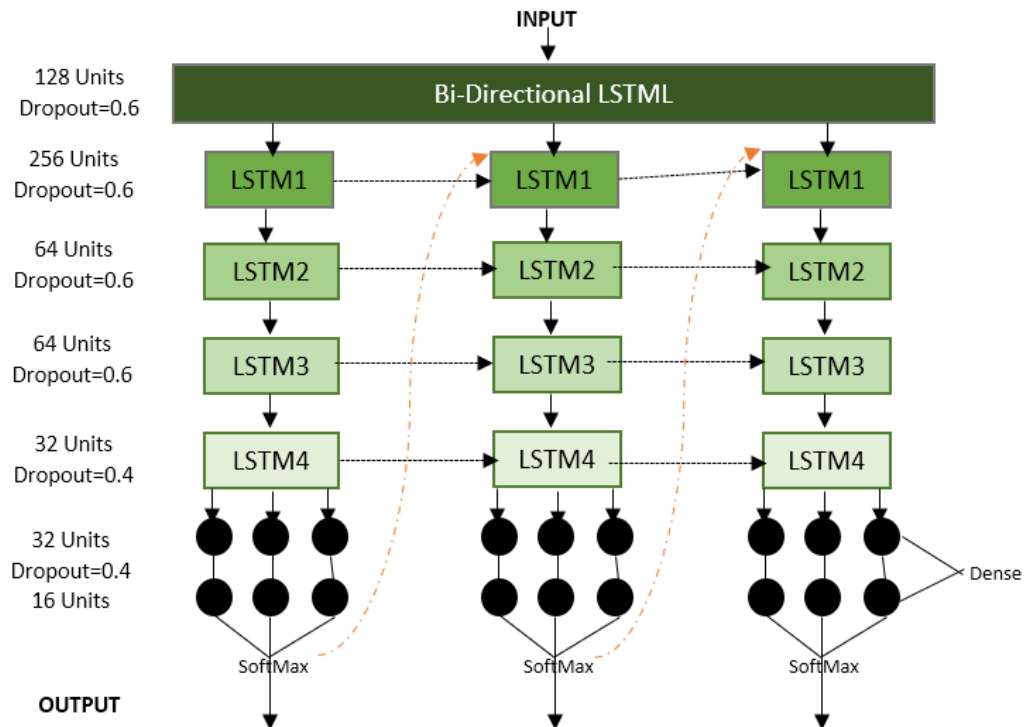 INPUT
128 Units
Dropout=0.6
Bi-Directional LSTML
256 Units
Dropout=0.6
LSTM1
LSTM1
LSTM1
64 Units
Dropout=0.6
LSTM2
LSTM2
LSTM2
64 Units
Dropout=0.6
LSTM3
LSTM3
LSTM3
32 Units
Dropout=0.4
LSTM4
LSTM4
LSTM4
32 Units
Dropout=0.4
16 Units
Dense
SoftMax
SoftMax
SoftMax
OUTPUT